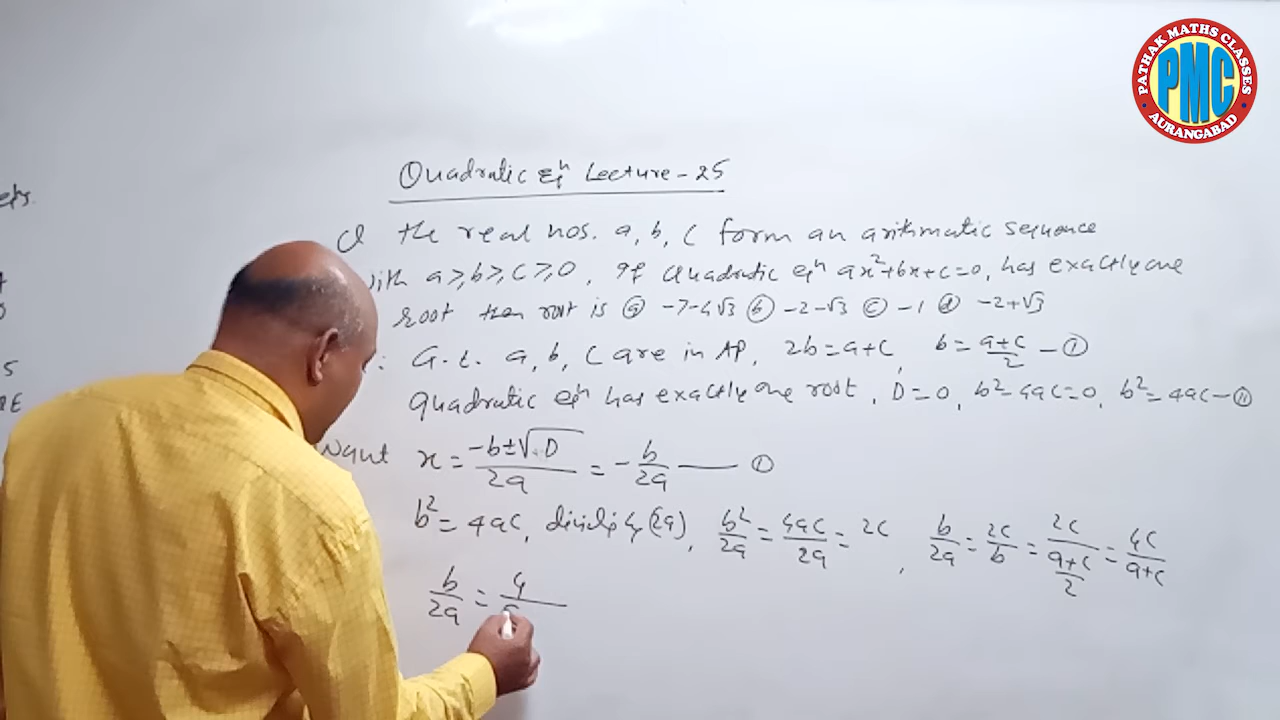 PATHAK MATHS CLASSES
PMC
AURANGABAD
Quadratic Eqⁿ Lecture - 25
Q the real nos. a, b, c form an arithmatic sequence
with a ≥, b ≥, c ≥, 0, If Quadratic eqⁿ ax²+bx+c=0, has exactly one
root then root is ⓐ -7-4√3 ⓑ -2-√3 ⓒ -1 ⓓ -2+√3
: G.t. a, b, c are in AP, 2b = a+c, b = (a+c)/2 - ①
Quadratic eqⁿ has exactly one root, D=0, b²-4ac=0, b²=4ac - ⑪
Want x = (-b±√D)/2a = -b/2a —— ①
b² = 4ac, dividing (2a), b²/2a = 4ac/2a = 2c, b/2a = 2c/b = 2c/((a+c)/2) = 4c/(a+c)
b/2a = 4/